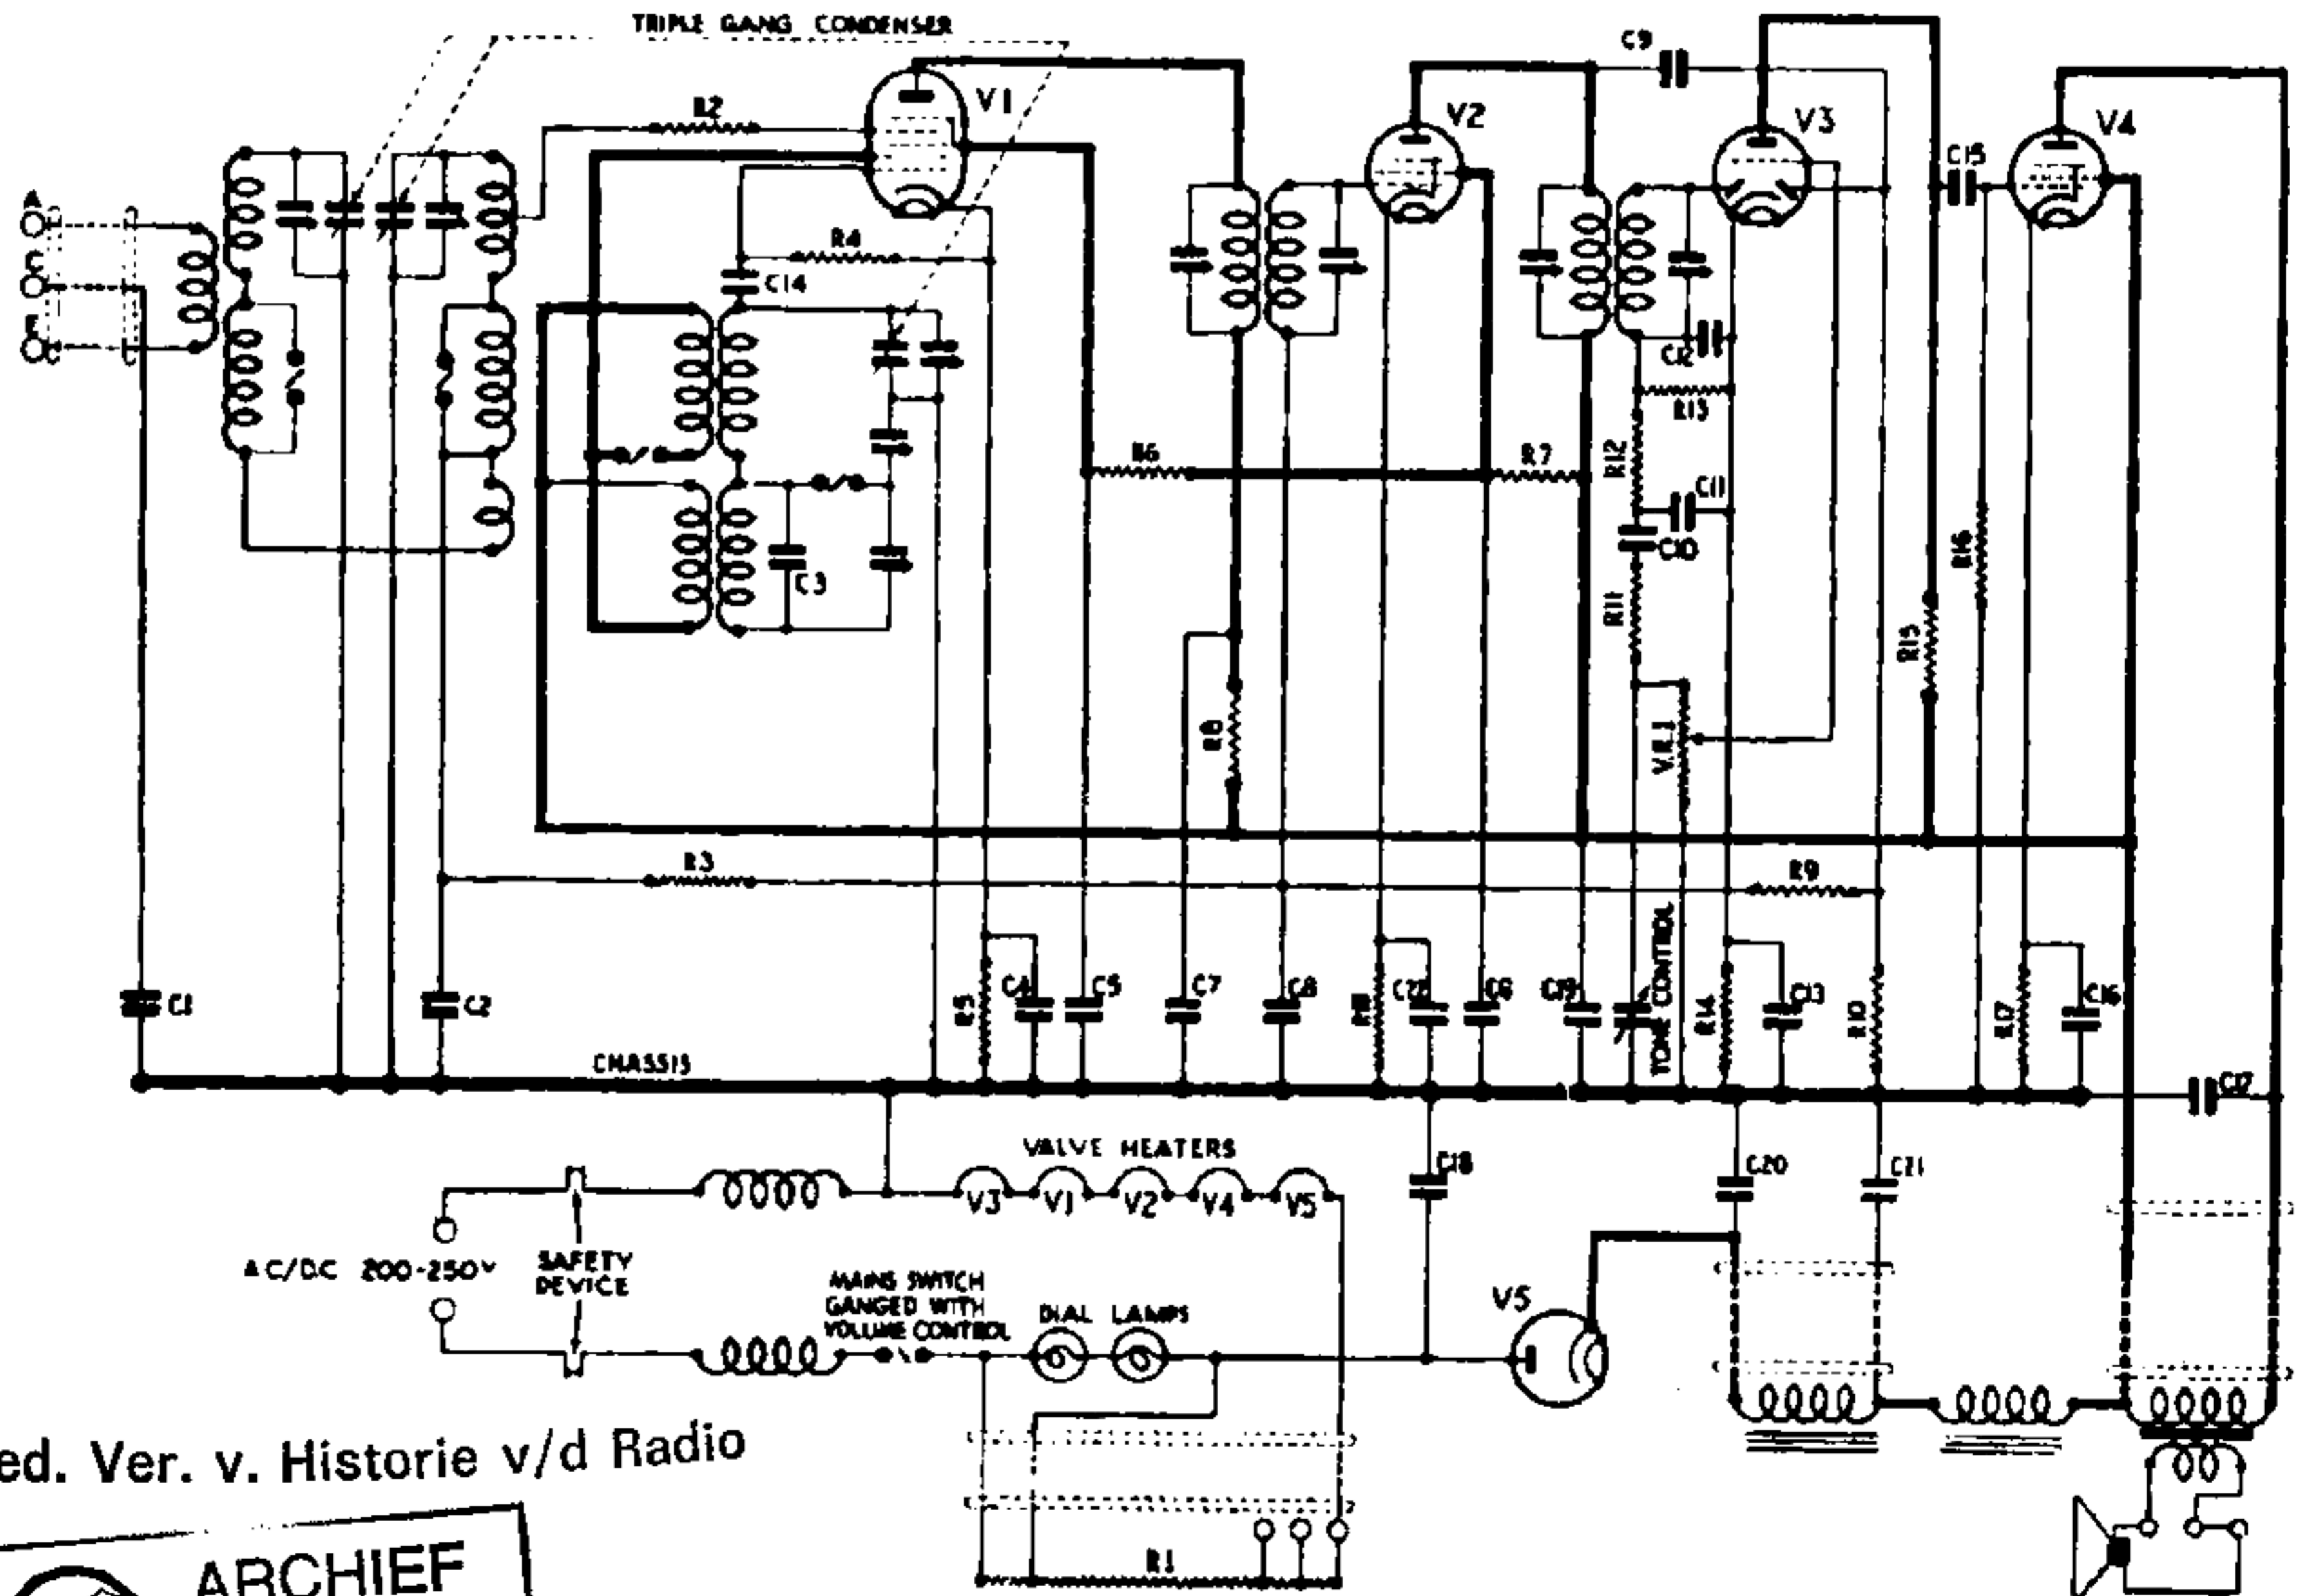 TRIPLE GANG CONDENSER
C9
R2
V1
V2
V3
V4
A
C15
R4
E
C14
C12
R13
R6
R7
R12
C11
C10
R16
C3
R11
R15
R8
V.R.1
R3
R9
C1
C2
R5
C4
C5
C7
C8
R18
C6
C19
TONE CONTROL
R14
C13
R10
R17
C16
CHASSIS
C17
VALVE HEATERS
C18
C20
C21
V3 V1 V2 V4 V5
AC/DC 200-250V
SAFETY
DEVICE
MAINS SWITCH
GANGED WITH
VOLUME CONTROL
DIAL LAMPS
V5
ed. Ver. v. Historie v/d Radio
ARCHIEF
R1